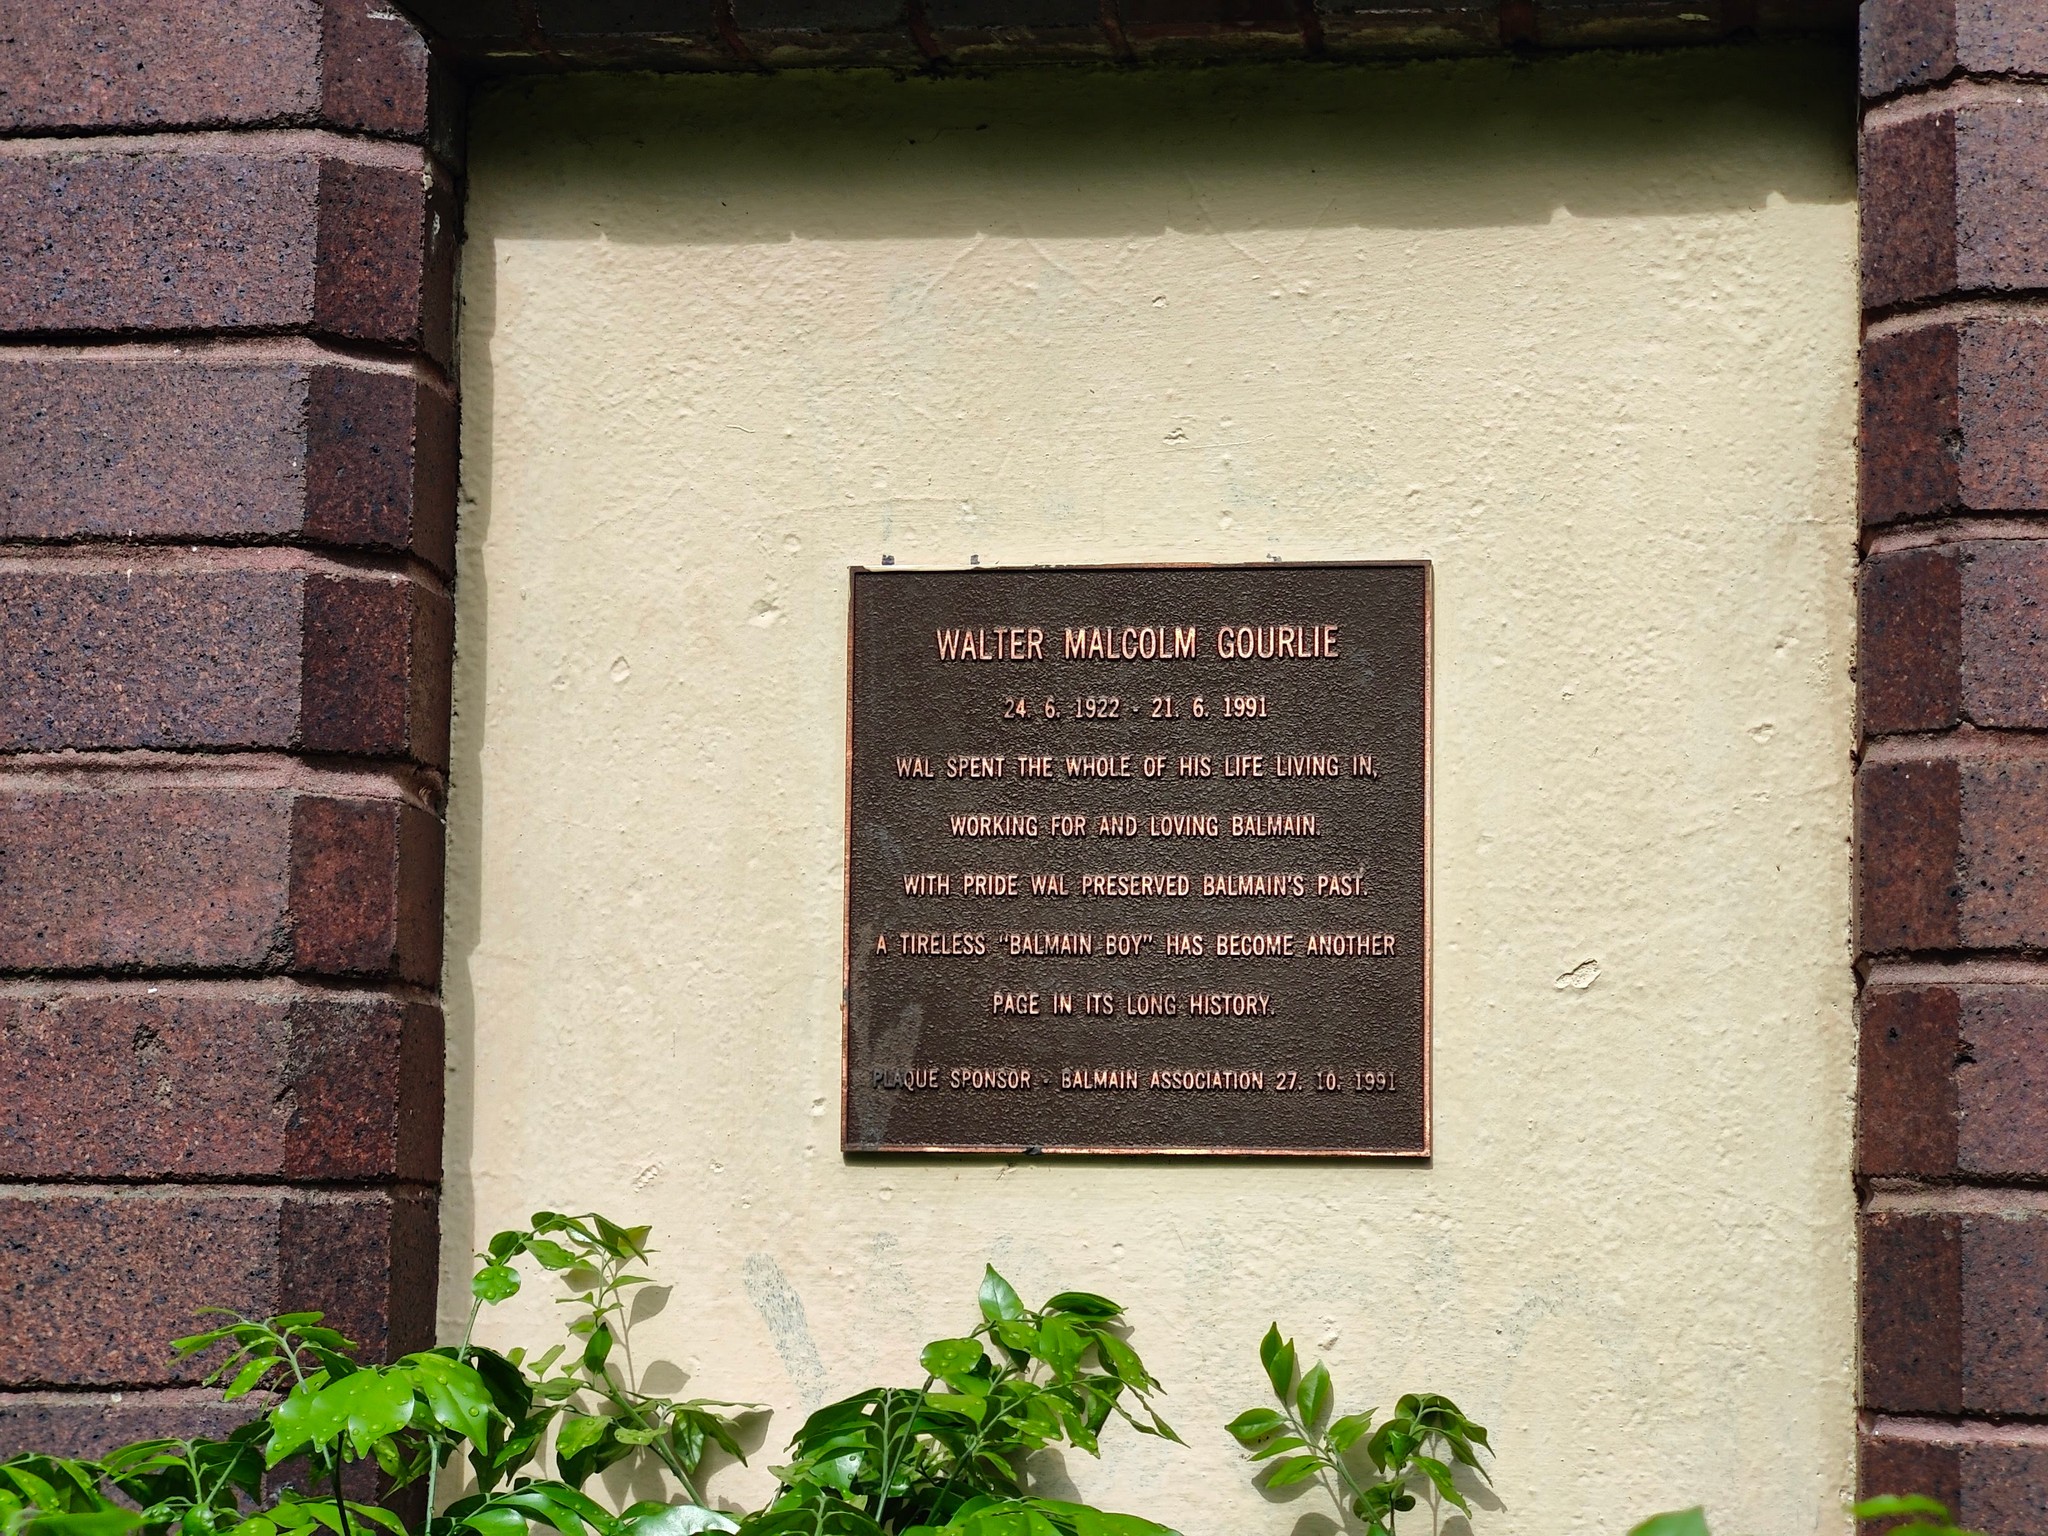 WALTER MALCOLM GOURLIE
24. 6. 1922 - 21. 6. 1991
WAL SPENT THE WHOLE OF HIS LIFE LIVING IN,
WORKING FOR AND LOVING BALMAIN.
WITH PRIDE WAL PRESERVED BALMAIN'S PAST.
A TIRELESS "BALMAIN BOY" HAS BECOME ANOTHER
PAGE IN ITS LONG HISTORY.
PLAQUE SPONSOR - BALMAIN ASSOCIATION 27. 10. 1991